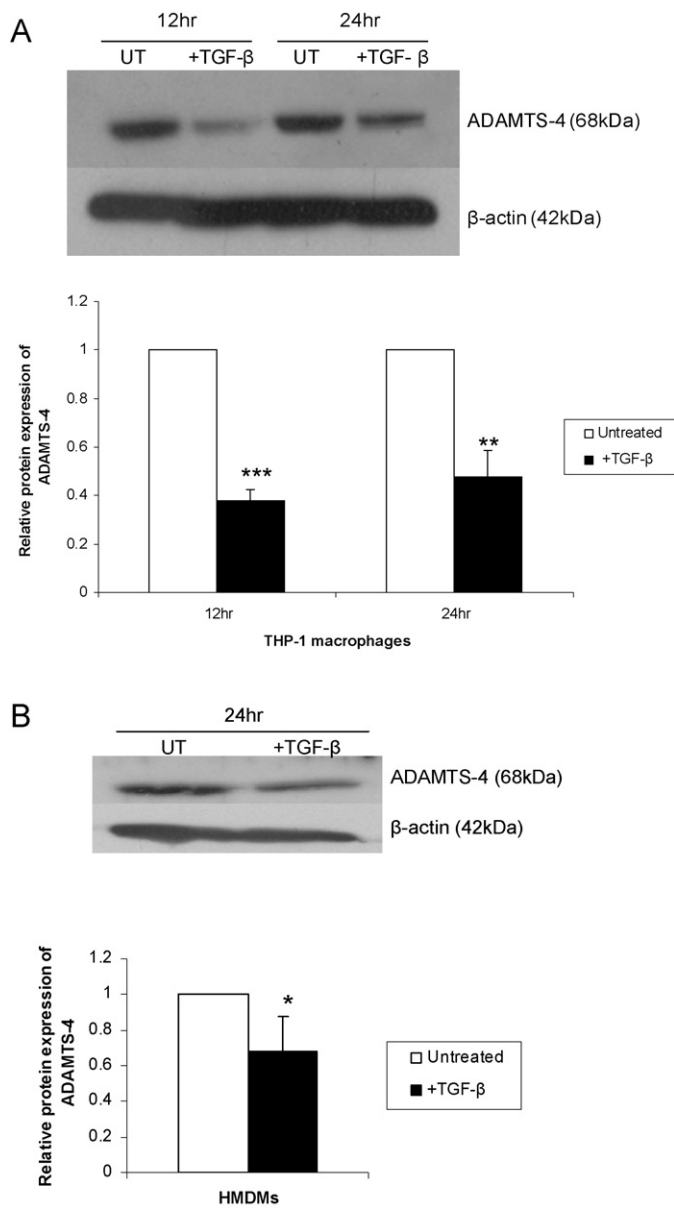 A
12hr 24hr
UT +TGF-β UT +TGF- β
ADAMTS-4 (68kDa)
β-actin (42kDa)
Relative protein expression of
ADAMTS-4
1.2
1
0.8
0.6
0.4
0.2
0
***
**
12hr 24hr
THP-1 macrophages
Untreated
+TGF-β
B
24hr
UT +TGF-β
ADAMTS-4 (68kDa)
β-actin (42kDa)
Relative protein expression of
ADAMTS-4
1.2
1
0.8
0.6
0.4
0.2
0
*
HMDMs
Untreated
+TGF-β